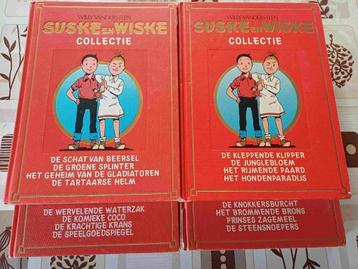 WILLY VANDERSTEEN
SUSKE EN WISKE
COLLECTIE
DE SCHAT VAN BEERSEL
DE GROENE SPLINTER
HET GEHEIM VAN DE GLADIATOREN
DE TARTAARSE HELM
WILLY VANDERSTEEN
SUSKE EN WISKE
COLLECTIE
DE KLEPPENDE KLIPPER
DE JUNGLEBLOEM
HET RIJMENDE PAARD
HET HONDENPARADIJS
DE WERVELENDE WATERZAK
DE KOMIEKE COCO
DE KRACHTIGE KRANS
DE SPEELGOEDSPIEGEL
DE KNOKKERSBURCHT
HET BROMMENDE BRONS
PRINSES ZAGEMEEL
DE STEENSNOEPERS